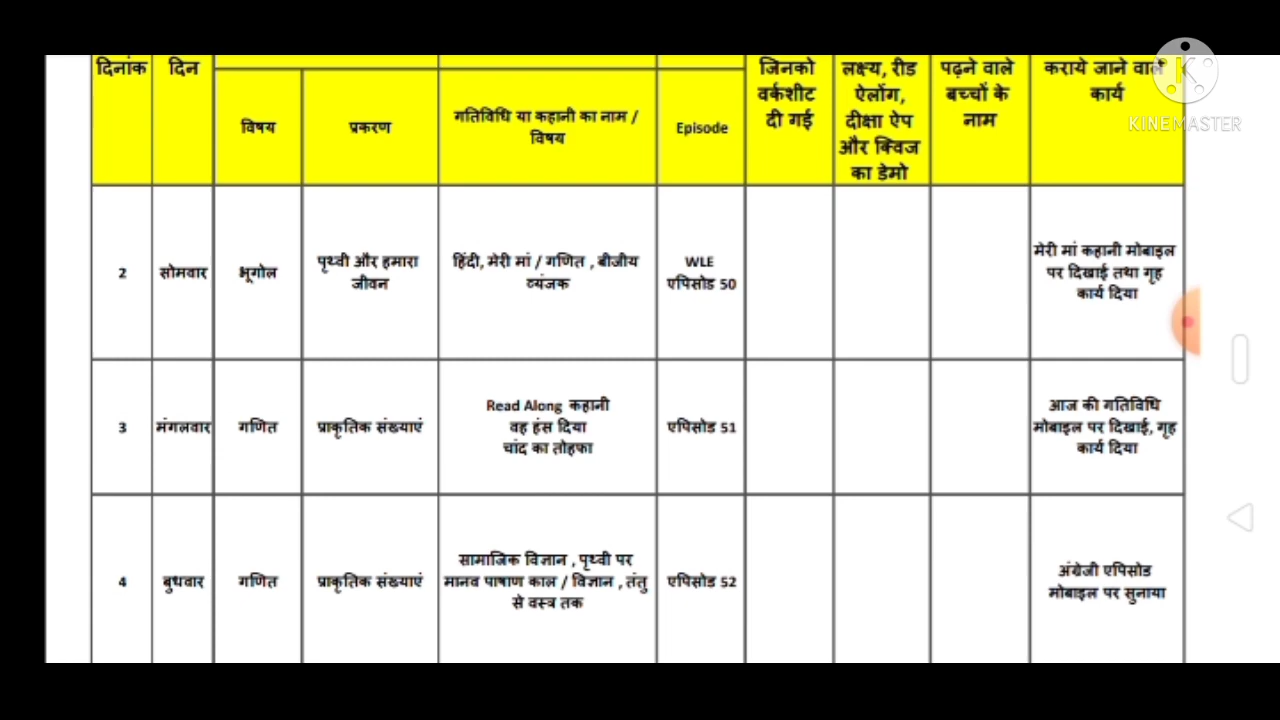 दिनांक
दिन
विषय
प्रकरण
गतिविधि या कहानी का नाम /
विषय
Episode
जिनको
वर्कशीट
दी गई
लक्ष्य, रीड
ऐलोंग,
दीक्षा ऐप
और क्विज
का डेमो
पढ़ने वाले
बच्चों के
नाम
कराये जाने वाले
कार्य
KINEMASTER
2
सोमवार
भूगोल
पृथ्वी और हमारा
जीवन
हिंदी, मेरी मां / गणित , बीजीय
व्यंजक
WLE
एपिसोड 50
मेरी मां कहानी मोबाइल
पर दिखाई तथा गृह
कार्य दिया
3
मंगलवार
गणित
प्राकृतिक संख्याएं
Read Along कहानी
वह हंस दिया
चांद का तोहफा
एपिसोड 51
आज की गतिविधि
मोबाइल पर दिखाई, गृह
कार्य दिया
4
बुधवार
गणित
प्राकृतिक संख्याएं
सामाजिक विज्ञान , पृथ्वी पर
मानव पाषाण काल / विज्ञान , तंतु
से वस्त्र तक
एपिसोड 52
अंग्रेजी एपिसोड
मोबाइल पर सुनाया